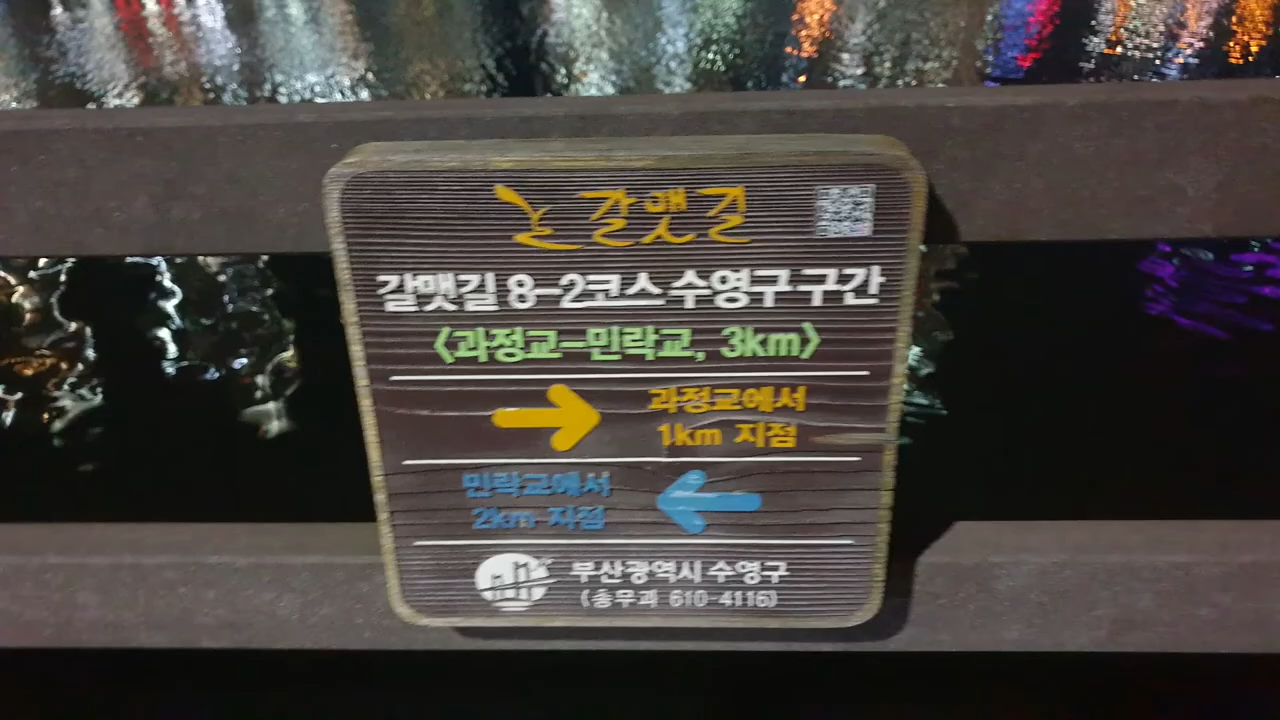 갈맷길
갈맷길 8-2코스 수영구 구간
<과정교-민락교, 3km>
과정교에서
1km 지점
민락교에서
2km 지점
부산광역시 수영구
(총무과 610-4116)